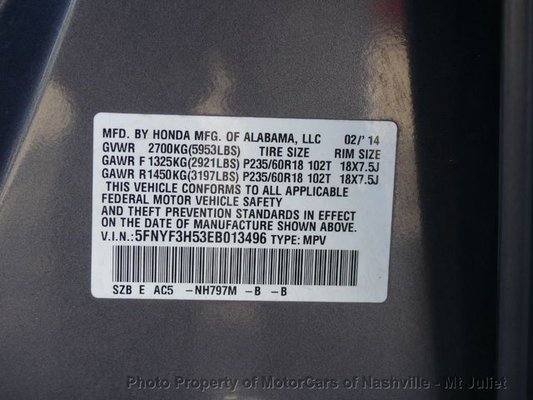 MFD. BY HONDA MFG. OF ALABAMA, LLC 02/'14
GVWR 2700KG(5953LBS) TIRE SIZE RIM SIZE
GAWR F 1325KG(2921LBS) P235/60R18 102T 18X7.5J
GAWR R1450KG(3197LBS) P235/60R18 102T 18X7.5J
THIS VEHICLE CONFORMS TO ALL APPLICABLE
FEDERAL MOTOR VEHICLE SAFETY
AND THEFT PREVENTION STANDARDS IN EFFECT
ON THE DATE OF MANUFACTURE SHOWN ABOVE.
V.I.N.:5FNYF3H53EB013496 TYPE: MPV
SZB E AC5 -NH797M -B -B
Photo Property of MotorCars of Nashville - Mt Juliet